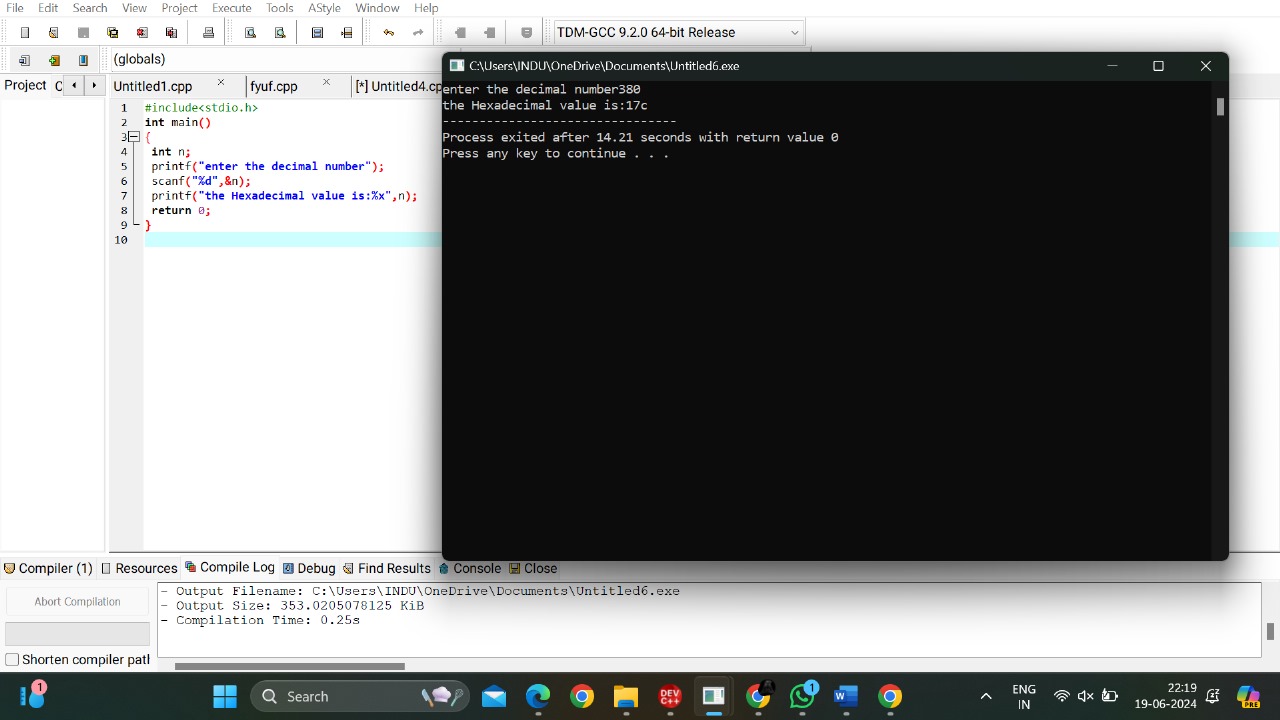 File Edit Search View Project Execute Tools AStyle Window Help
TDM-GCC 9.2.0 64-bit Release
(globals)
Project C Untitled1.cpp fyuf.cpp [*] Untitled4.c
1 #include<stdio.h>
2 int main()
3 {
4 int n;
5 printf("enter the decimal number");
6 scanf("%d",&n);
7 printf("the Hexadecimal value is:%x",n);
8 return 0;
9 }
10
C:\Users\INDU\OneDrive\Documents\Untitled6.exe
enter the decimal number380
the Hexadecimal value is:17c
--------------------------------
Process exited after 14.21 seconds with return value 0
Press any key to continue . . .
Compiler (1) Resources Compile Log Debug Find Results Console Close
Abort Compilation
Shorten compiler patl
- Output Filename: C:\Users\INDU\OneDrive\Documents\Untitled6.exe
- Output Size: 353.0205078125 KiB
- Compilation Time: 0.25s
1
Search
DEV C++
W
1
ENG
IN
22:19
19-06-2024
PRE